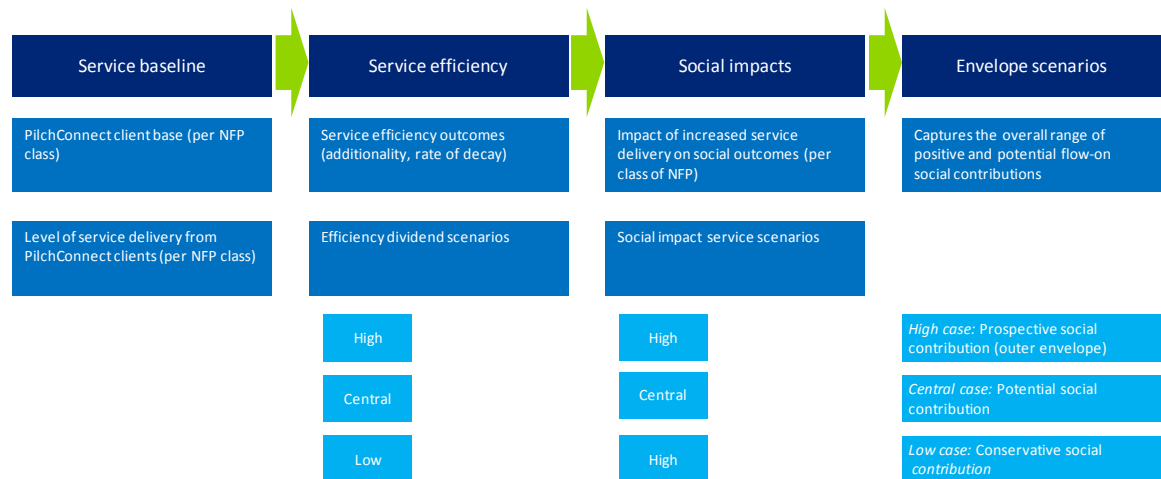 Service baseline
Service efficiency
Social impacts
Envelope scenarios
PilchConnect client base (per NFP
class)
Service efficiency outcomes
(additionality, rate of decay)
Impact of increased service
delivery on social outcomes (per
class of NFP)
Captures the overall range of
positive and potential flow-on
social contributions
Level of service delivery from
PilchConnect clients (per NFP class)
Efficiency dividend scenarios
Social impact service scenarios
High
High
High case: Prospective social
contribution (outer envelope)
Central
Central
Central case: Potential social
contribution
Low
High
Low case: Conservative social
contribution